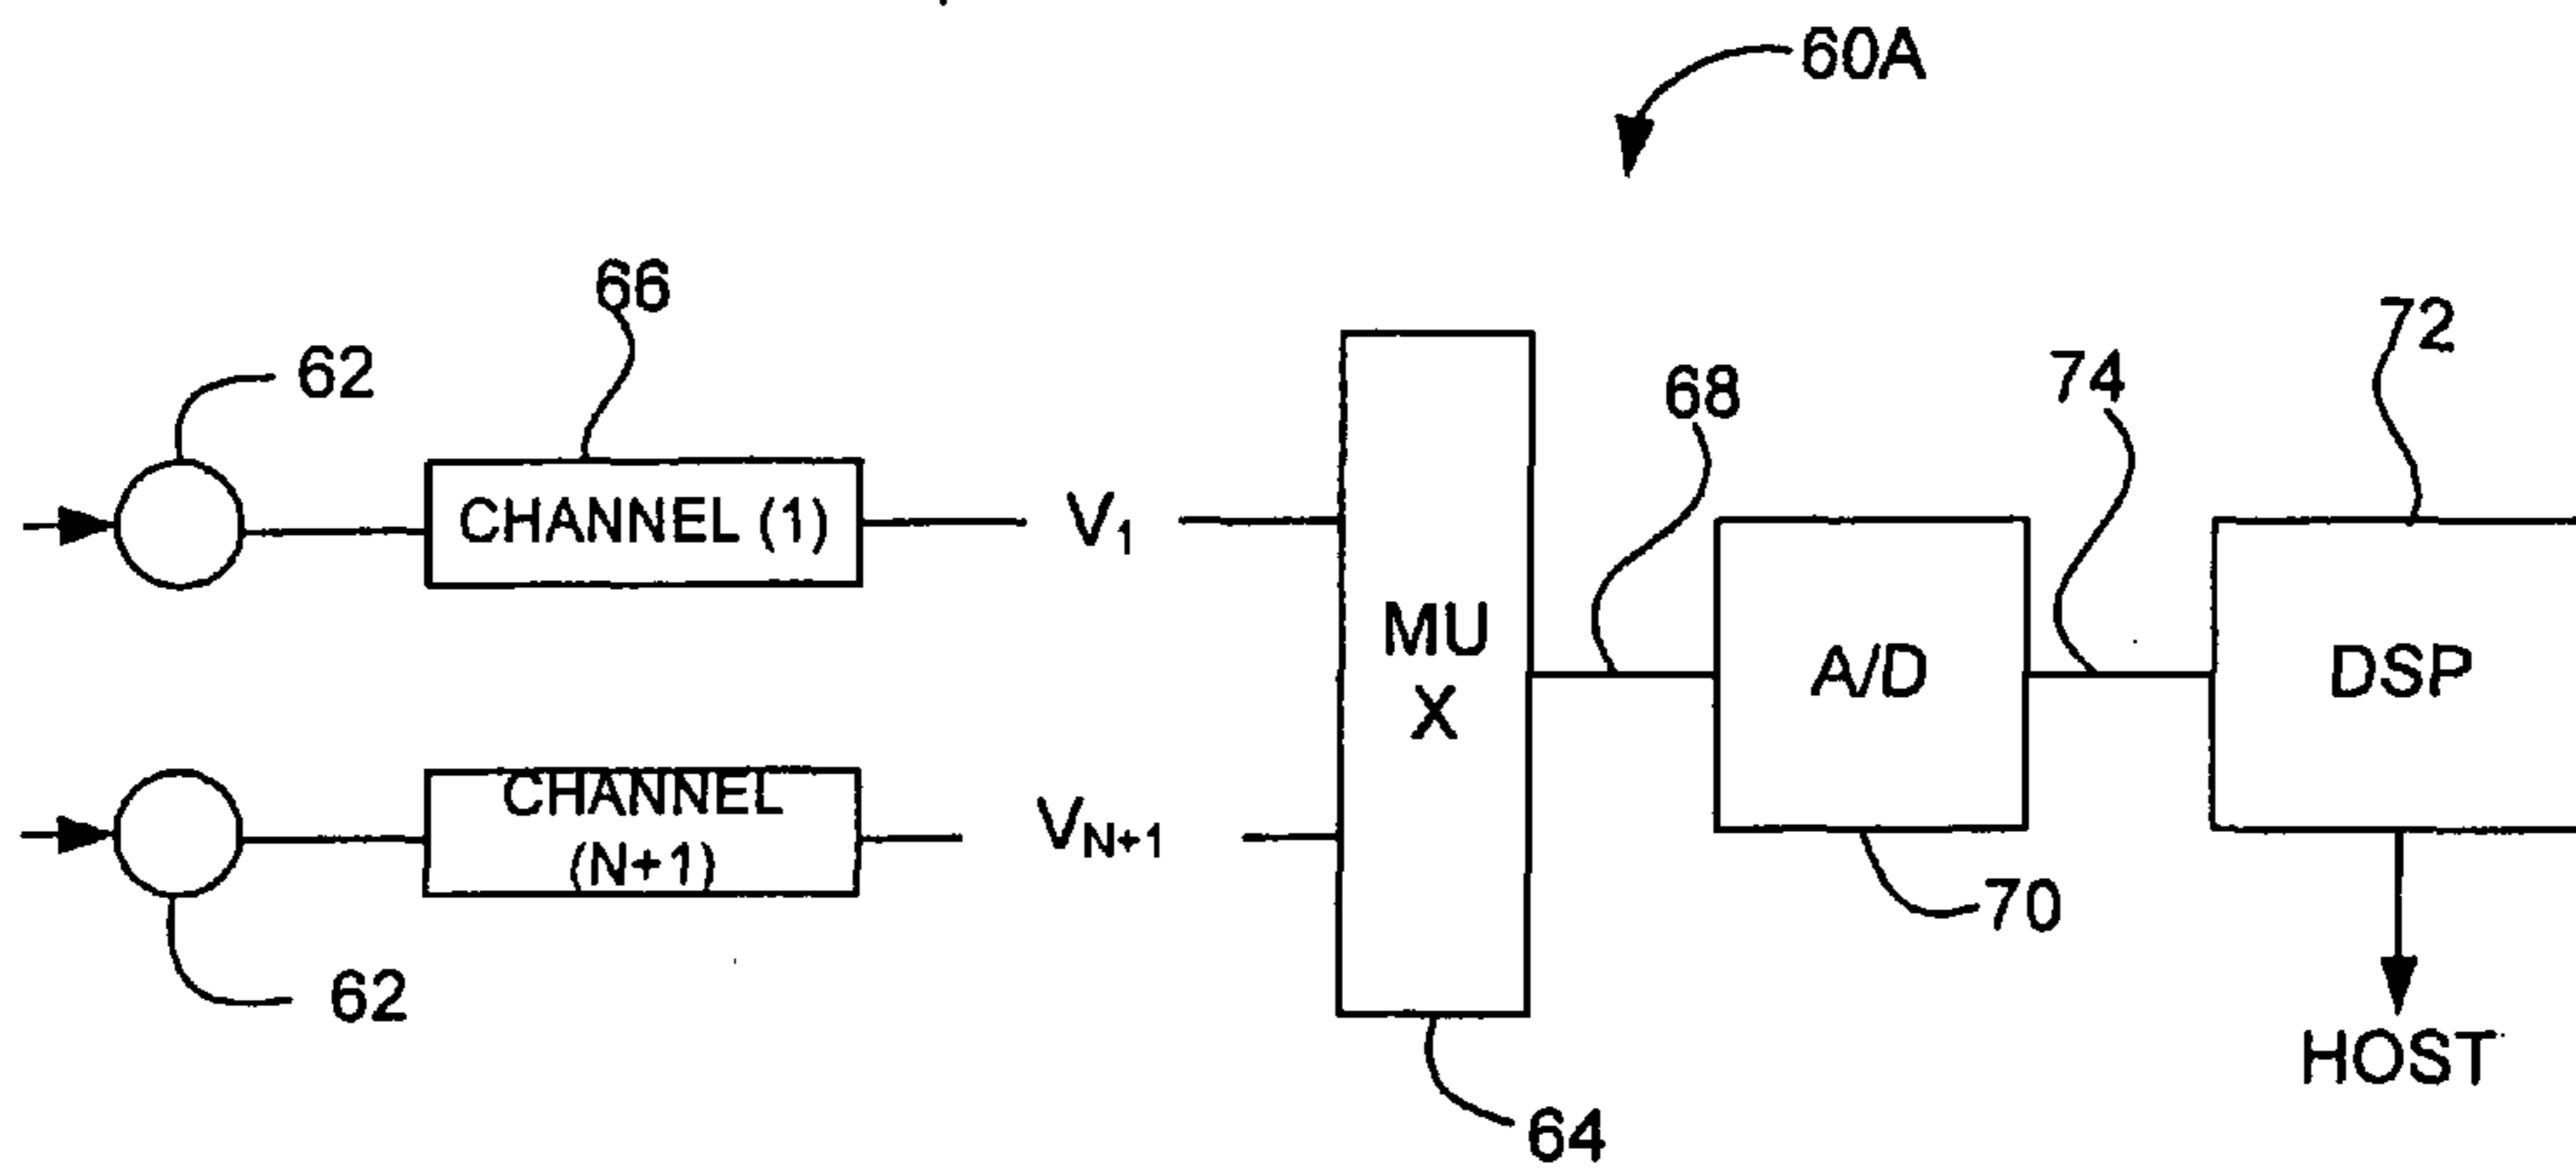 60A
66
62
72
74
68
CHANNEL (1)
V1
MU
X
A/D
DSP
CHANNEL
(N+1)
VN+1
70
62
HOST
64